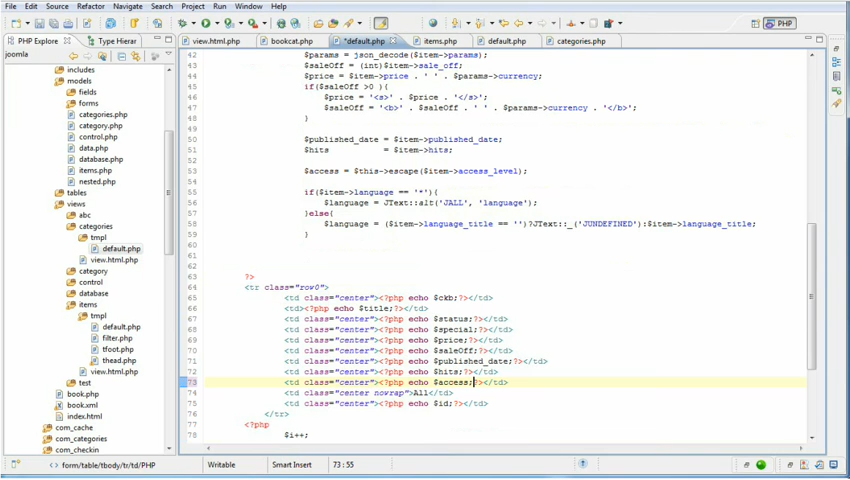 File Edit Source Refactor Navigate Search Project Run Window Help
PHP
PHP Explore
Type Hierar
view.html.php
bookcat.php
*default.php
items.php
default.php
categories.php
joomla
includes
models
fields
forms
categories.php
category.php
control.php
data.php
database.php
items.php
nested.php
tables
views
abc
categories
tmpl
default.php
view.html.php
category
control
database
items
tmpl
default.php
filter.php
tfoot.php
thead.php
test
book.php
book.xml
index.html
com_cache
com_categories
com_checkin
42 $params = json_decode($item->params);
43 $saleOff = (int)$item->sale_off;
44 $price = $item->price . ' ' . $params->currency;
45 if($saleOff >0 ){
46 $price = '<s>' . $price . '</s>';
47 $saleOff = '<b>' . $saleOff . ' ' . $params->currency . '</b>';
48 }
49
50 $published_date = $item->published_date;
51 $hits = $item->hits;
52
53 $access = $this->escape($item->access_level);
54
55 if($item->language == '*'){
56 $language = JText::alt('JALL', 'language');
57 }else{
58 $language = ($item->language_title == '')?JText::_('JUNDEFINED'):$item->language_title;
59 }
60
61
62
63 ?>
64 <tr class="row0">
65 <td class="center"><?php echo $ckb;?></td>
66 <td><?php echo $title;?></td>
67 <td class="center"><?php echo $status;?></td>
68 <td class="center"><?php echo $special;?></td>
69 <td class="center"><?php echo $price;?></td>
70 <td class="center"><?php echo $saleOff;?></td>
71 <td class="center"><?php echo $published_date;?></td>
72 <td class="center"><?php echo $hits;?></td>
73 <td class="center"><?php echo $access;?></td>
74 <td class="center nowrap">All</td>
75 <td class="center"><?php echo $id;?></td>
76 </tr>
77 <?php
78 $i++;
form/table/tbody/tr/td/PHP
Writable
Smart Insert
73 : 55